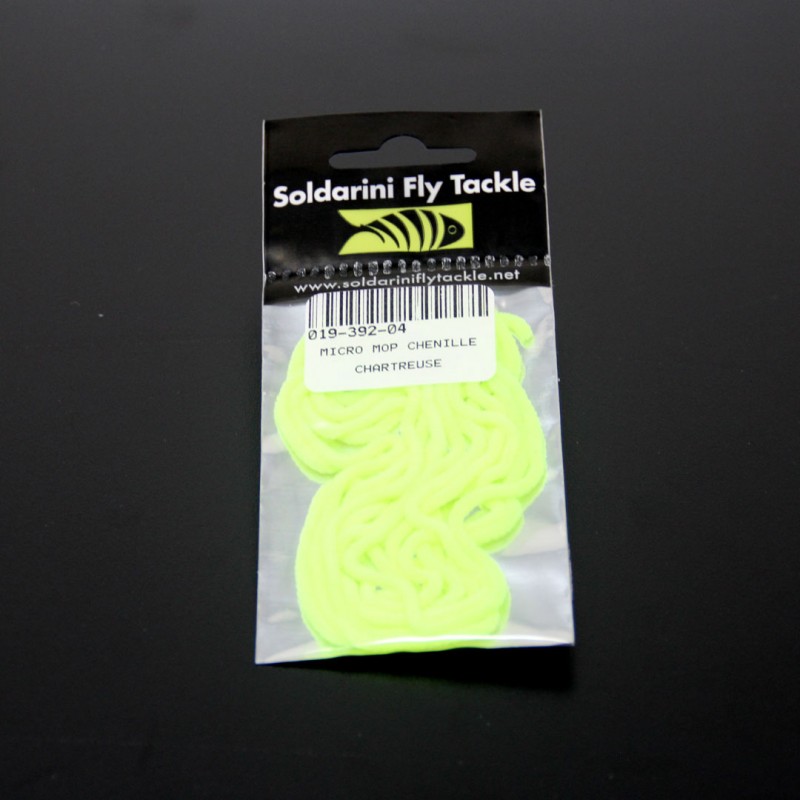 Soldarini Fly Tackle
www.soldariniflytackle.net
019-392-04
MICRO MOP CHENILLE
CHARTREUSE